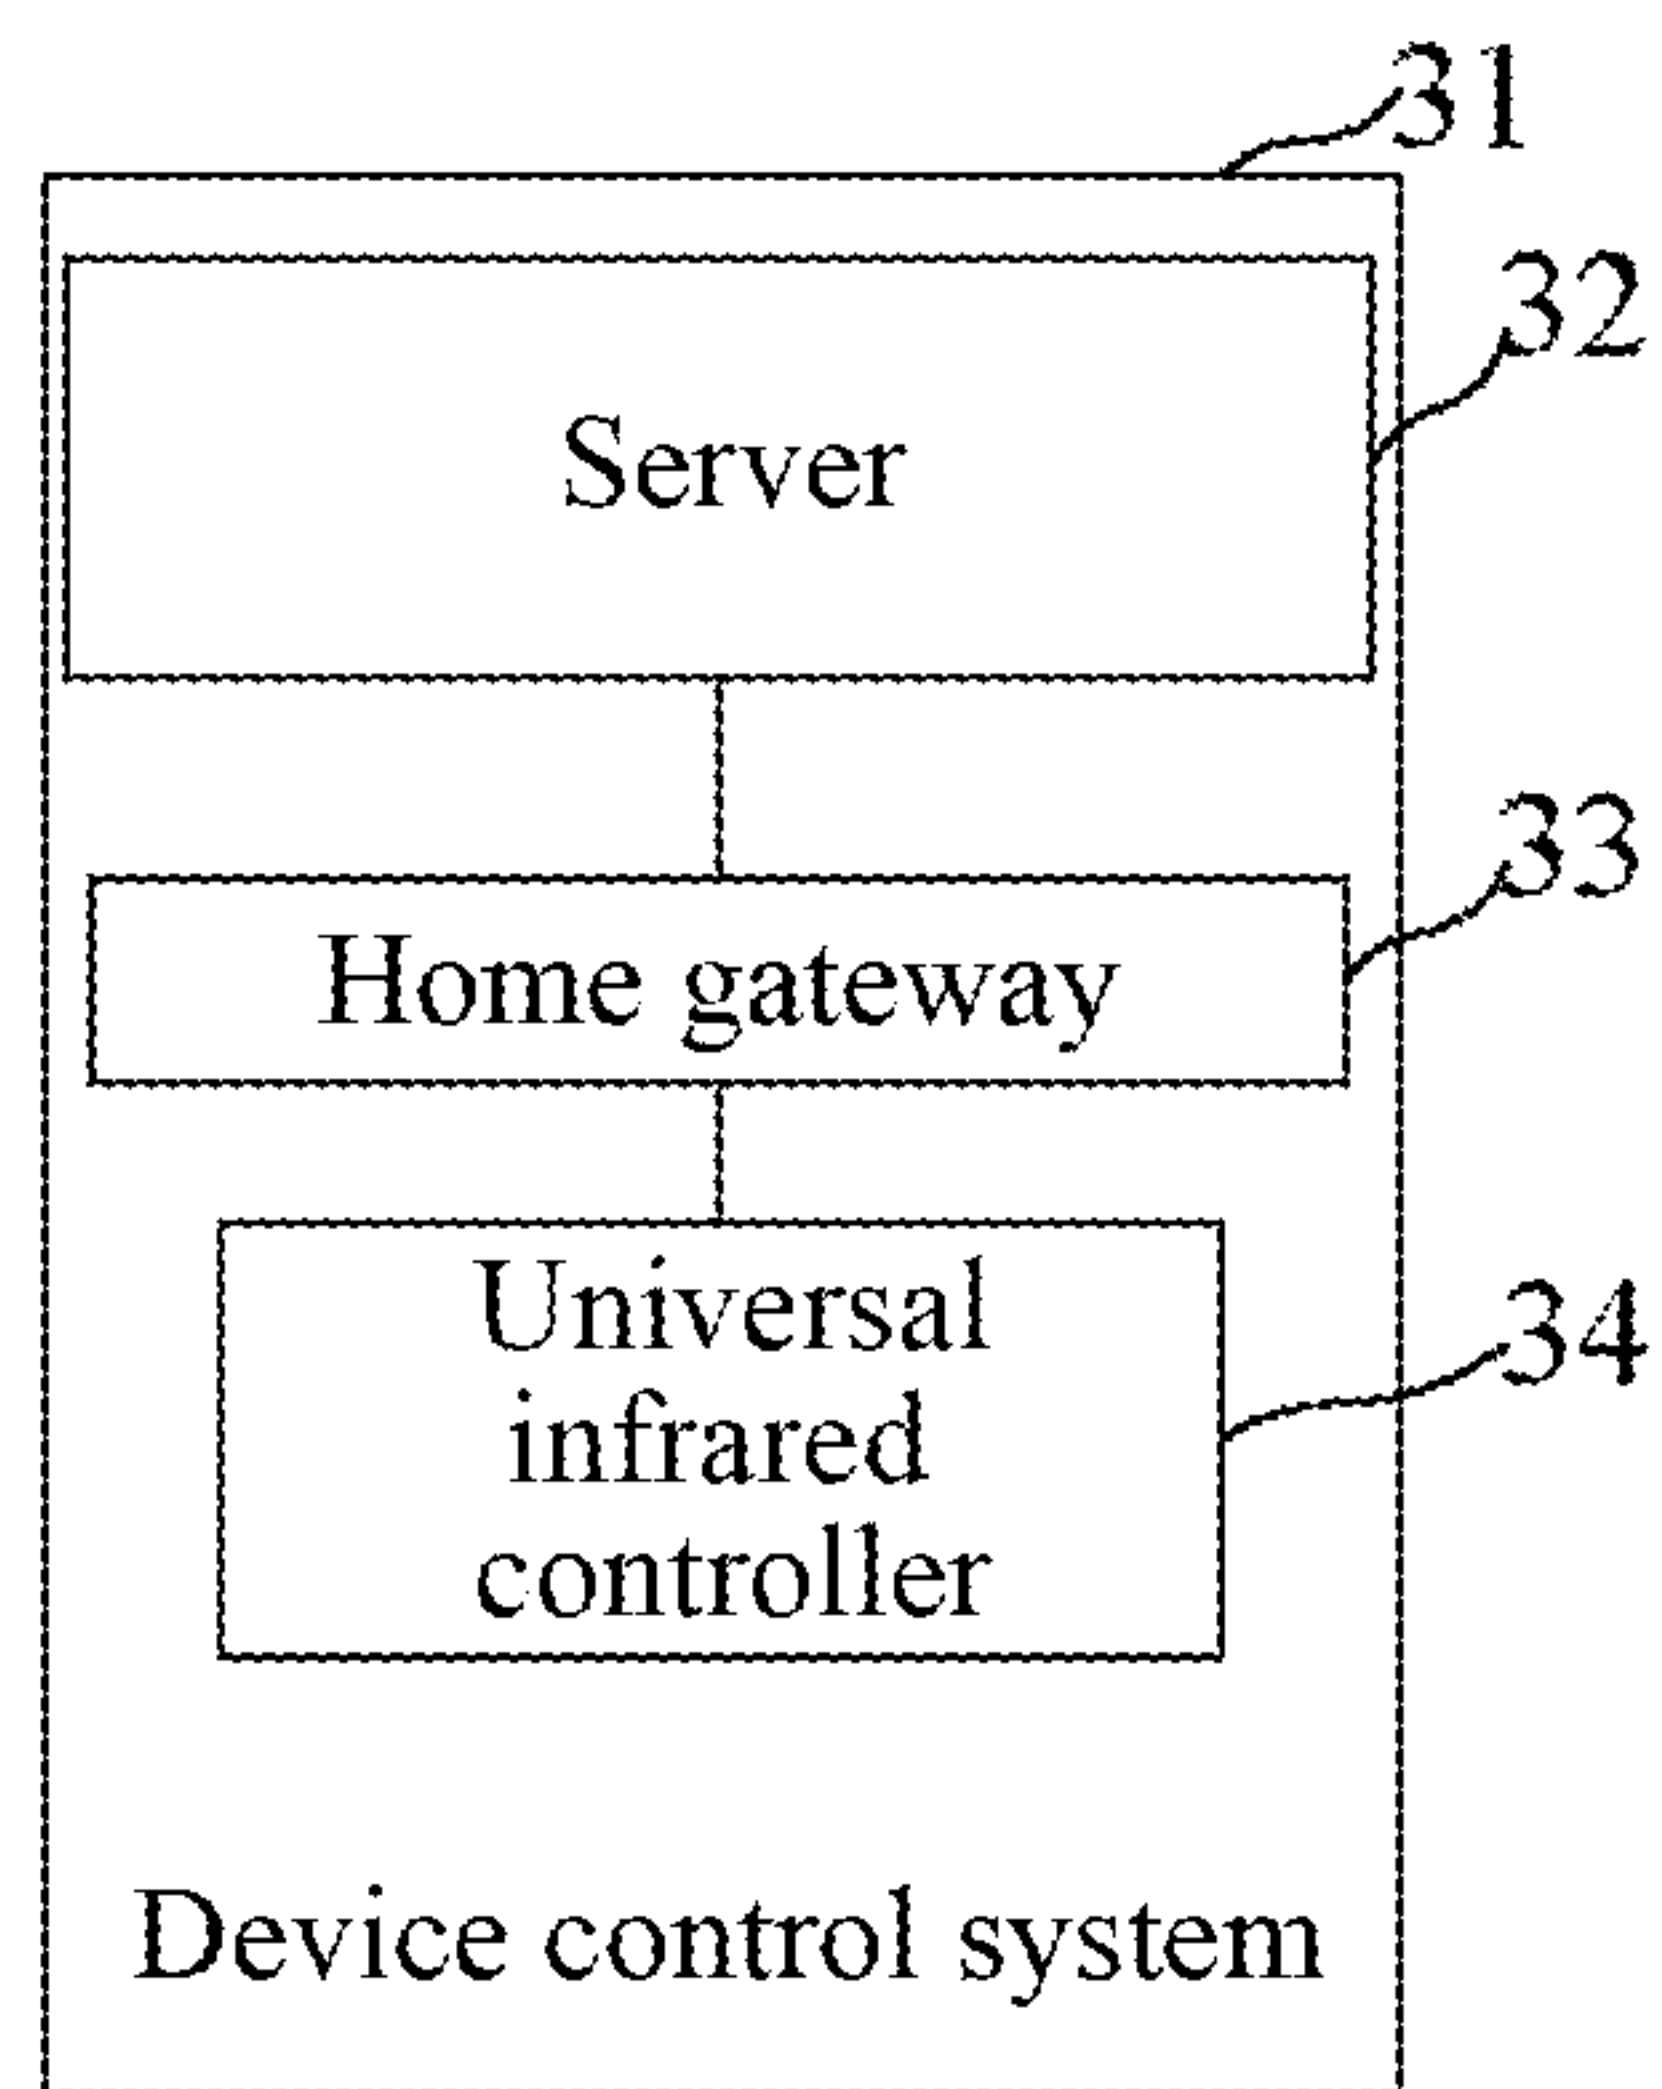 31
32
Server
33
Home gateway
34
Universal
infrared
controller
Device control system